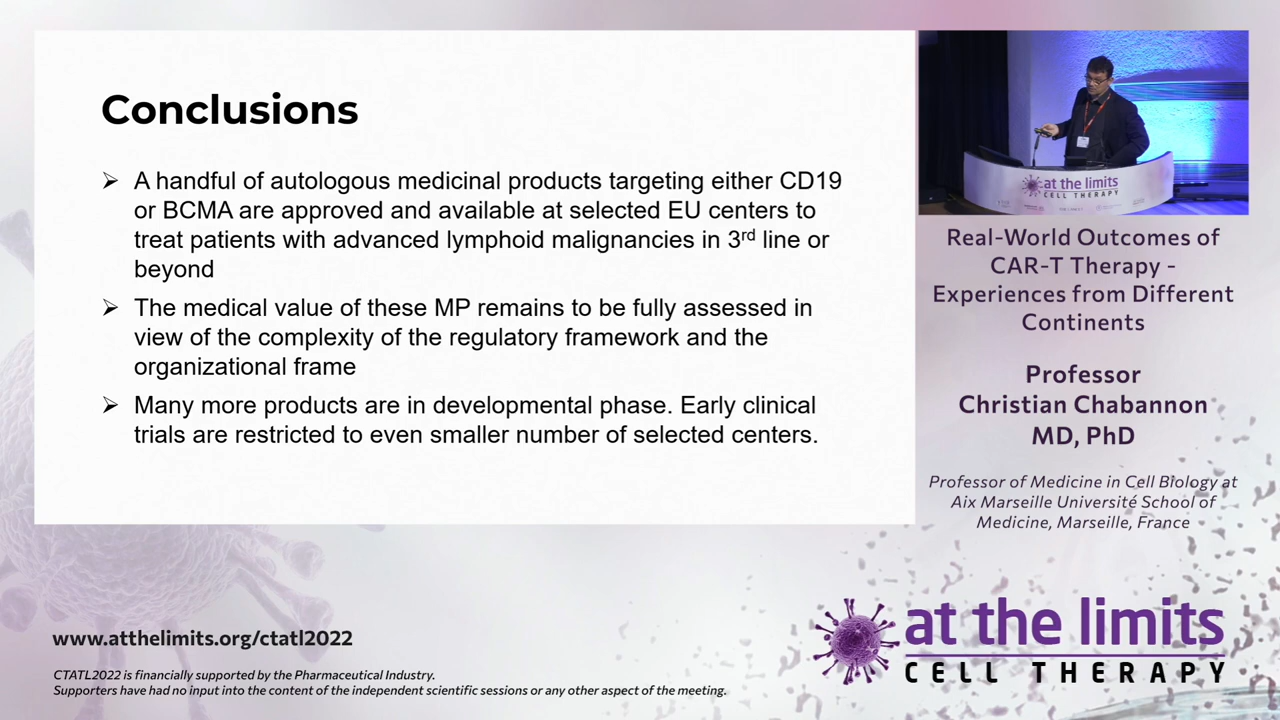 Conclusions
➢ A handful of autologous medicinal products targeting either CD19
or BCMA are approved and available at selected EU centers to
treat patients with advanced lymphoid malignancies in 3rd line or
beyond
➢ The medical value of these MP remains to be fully assessed in
view of the complexity of the regulatory framework and the
organizational frame
➢ Many more products are in developmental phase. Early clinical
trials are restricted to even smaller number of selected centers.
at the limits
CELL THERAPY
Real-World Outcomes of
CAR-T Therapy -
Experiences from Different
Continents
Professor
Christian Chabannon
MD, PhD
Professor of Medicine in Cell Biology at
Aix Marseille Université School of
Medicine, Marseille, France
www.atthelimits.org/ctatl2022
CTATL2022 is financially supported by the Pharmaceutical Industry.
Supporters have had no input into the content of the independent scientific sessions or any other aspect of the meeting.
at the limits
CELL THERAPY